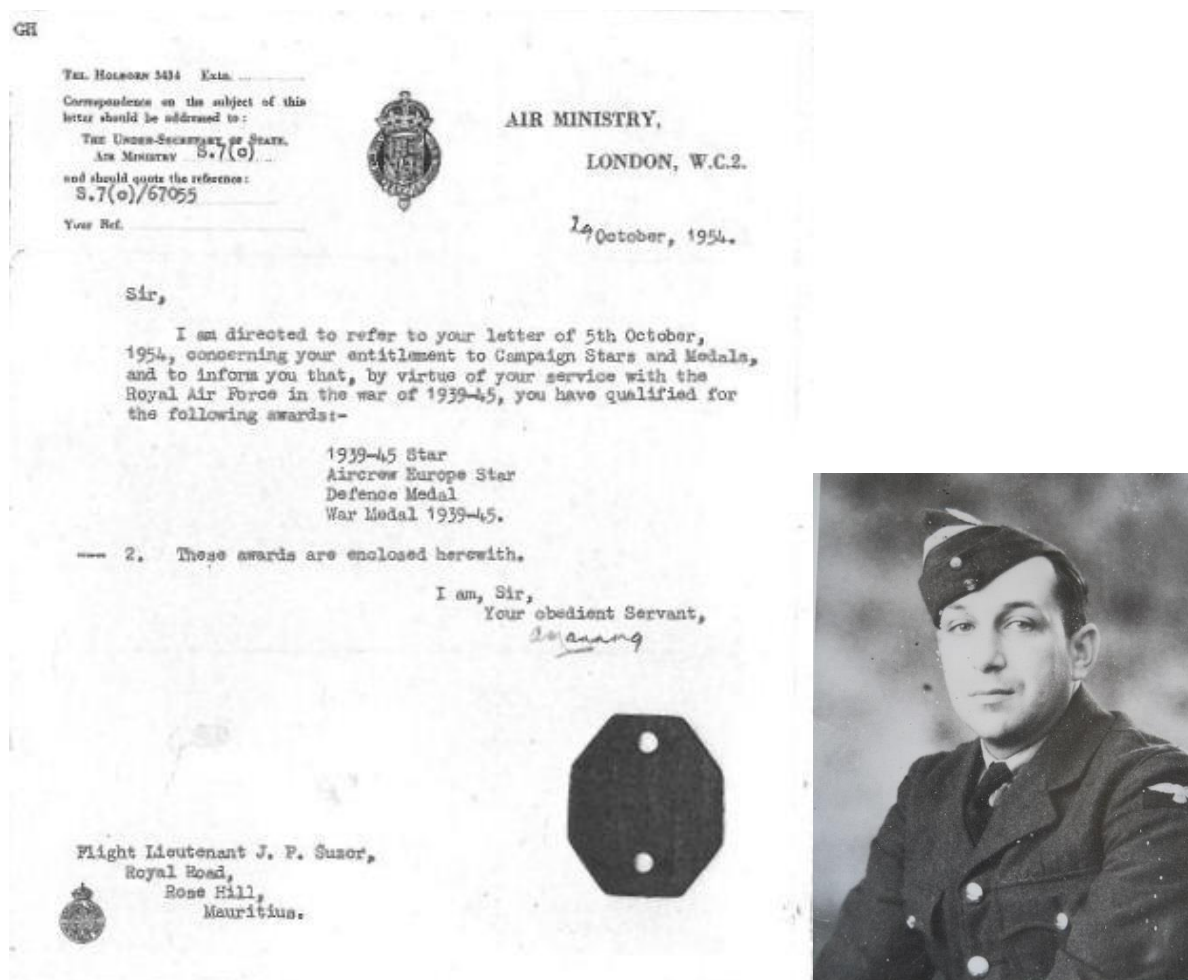 GH
TEL. HOLBORN 3434 Extn.
Correspondence on the subject of this
letter should be addressed to:
THE UNDER-SECRETARY OF STATE,
AIR MINISTRY S.7(o)
and should quote the reference:
S.7(o)/67055
Your Ref.
AIR MINISTRY,
LONDON, W.C.2.
19 October, 1954.
Sir,
I am directed to refer to your letter of 5th October,
1954, concerning your entitlement to Campaign Stars and Medals,
and to inform you that, by virtue of your service with the
Royal Air Force in the war of 1939-45, you have qualified for
the following awards:-
1939-45 Star
Aircrew Europe Star
Defence Medal
War Medal 1939-45.
2. These awards are enclosed herewith.
I am, Sir,
Your obedient Servant,
Flight Lieutenant J. P. Suzor,
Royal Road,
Rose Hill,
Mauritius.